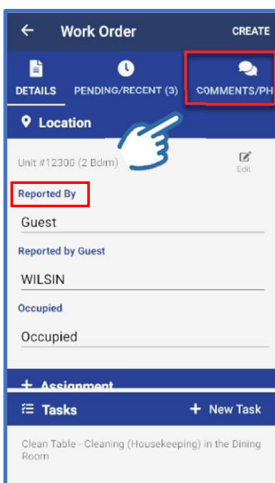 Work Order CREATE
DETAILS PENDING/RECENT (3) COMMENTS/PH
Location
Unit #12300 (2 Bdrm) Edit
Reported By
Guest
Reported by Guest
WILSIN
Occupied
Occupied
+ Assignment
Tasks + New Task
Clean Table - Cleaning (Housekeeping) in the Dining
Room